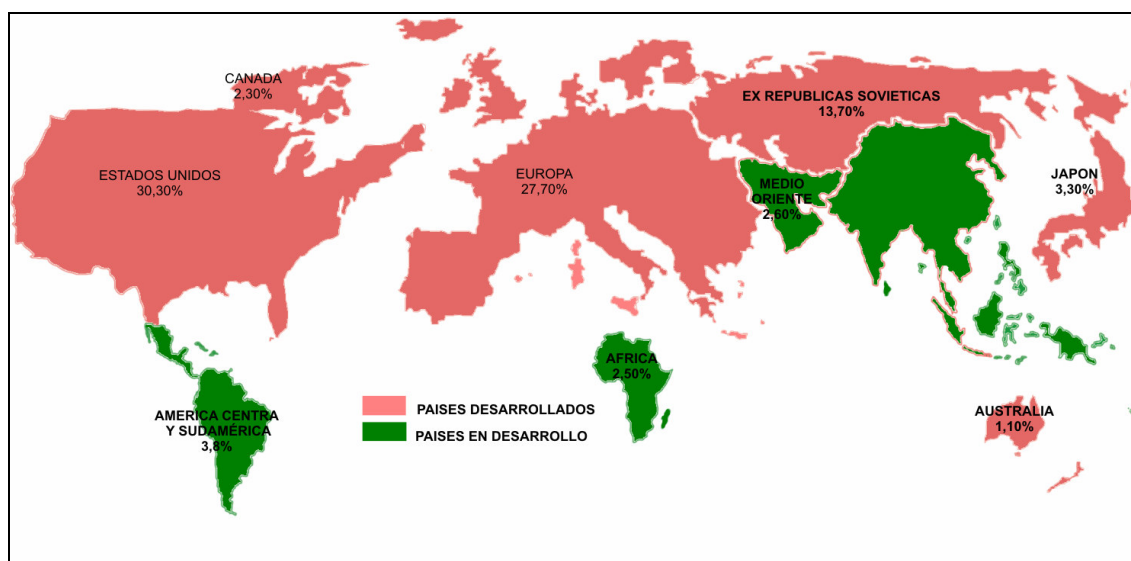 CANADA
2,30%
EX REPUBLICAS SOVIETICAS
13,70%
ESTADOS UNIDOS
30,30%
EUROPA
27,70%
MEDIO
ORIENTE
2,60%
JAPON
3,30%
AFRICA
2,50%
AMERICA CENTRA
Y SUDAMÉRICA
3,8%
PAISES DESARROLLADOS
PAISES EN DESARROLLO
AUSTRALIA
1,10%